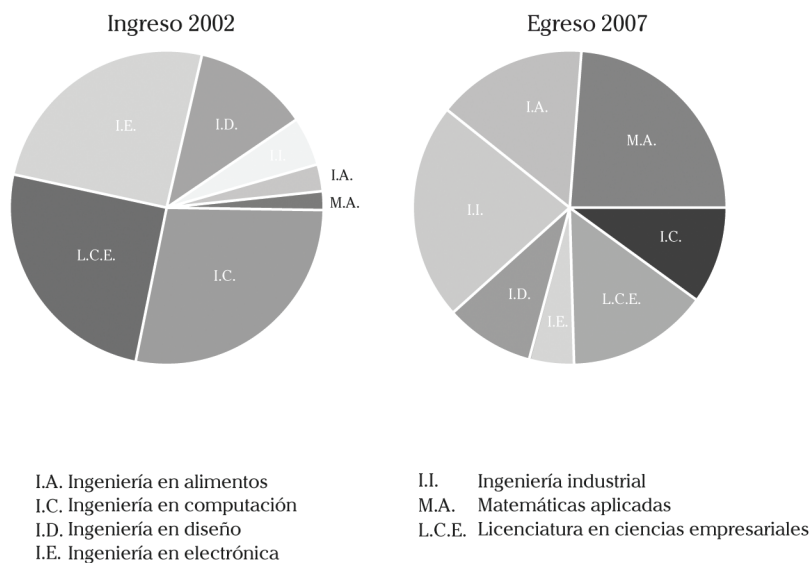 Ingreso 2002
I.E.
I.D.
I.I.
I.A.
M.A.
L.C.E.
I.C.
Egreso 2007
I.A.
M.A.
I.I.
I.C.
I.D.
I.E.
L.C.E.
I.A. Ingeniería en alimentos
I.C. Ingeniería en computación
I.D. Ingeniería en diseño
I.E. Ingeniería en electrónica
I.I. Ingeniería industrial
M.A. Matemáticas aplicadas
L.C.E. Licenciatura en ciencias empresariales